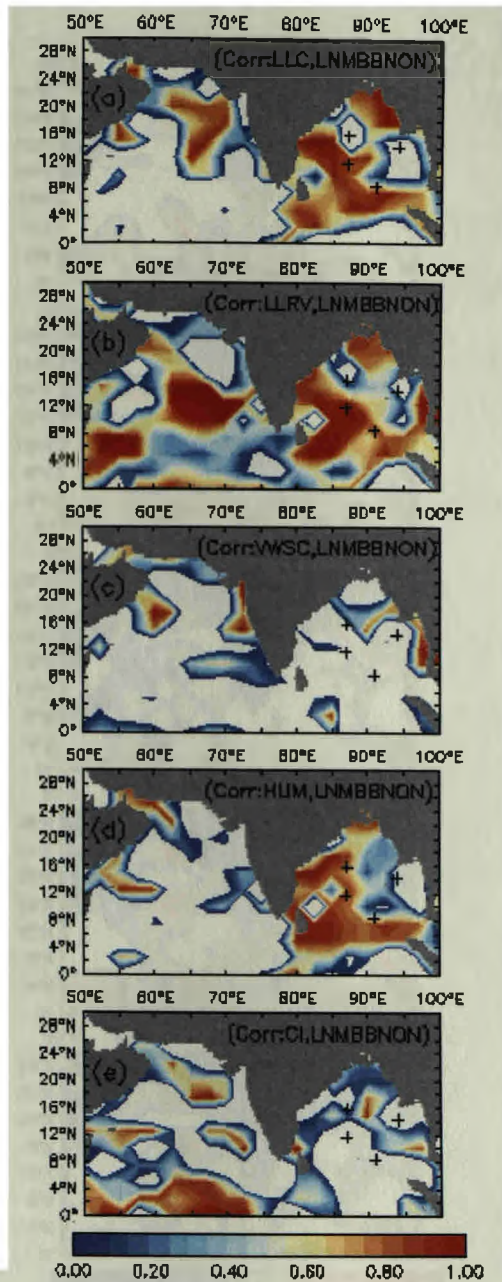 50°E 60°E 70°E 80°E 90°E 100°E
28°N
24°N
20°N
16°N
12°N
8°N
4°N
0°
(a)
(Corr:LLC,LNMBBNON)
50°E 60°E 70°E 80°E 90°E 100°E
28°N
24°N
20°N
16°N
12°N
8°N
4°N
0°
(b)
(Corr:LLRV,LNMBBNON)
50°E 60°E 70°E 80°E 90°E 100°E
28°N
24°N
20°N
16°N
12°N
8°N
4°N
0°
(c)
(Corr:VWSC,LNMBBNON)
50°E 60°E 70°E 80°E 90°E 100°E
28°N
24°N
20°N
16°N
12°N
8°N
4°N
0°
(d)
(Corr:HUM,LNMBBNON)
50°E 60°E 70°E 80°E 90°E 100°E
28°N
24°N
20°N
16°N
12°N
8°N
4°N
0°
(e)
(Corr:CI,LNMBBNON)
0.00 0.20 0.40 0.60 0.80 1.00